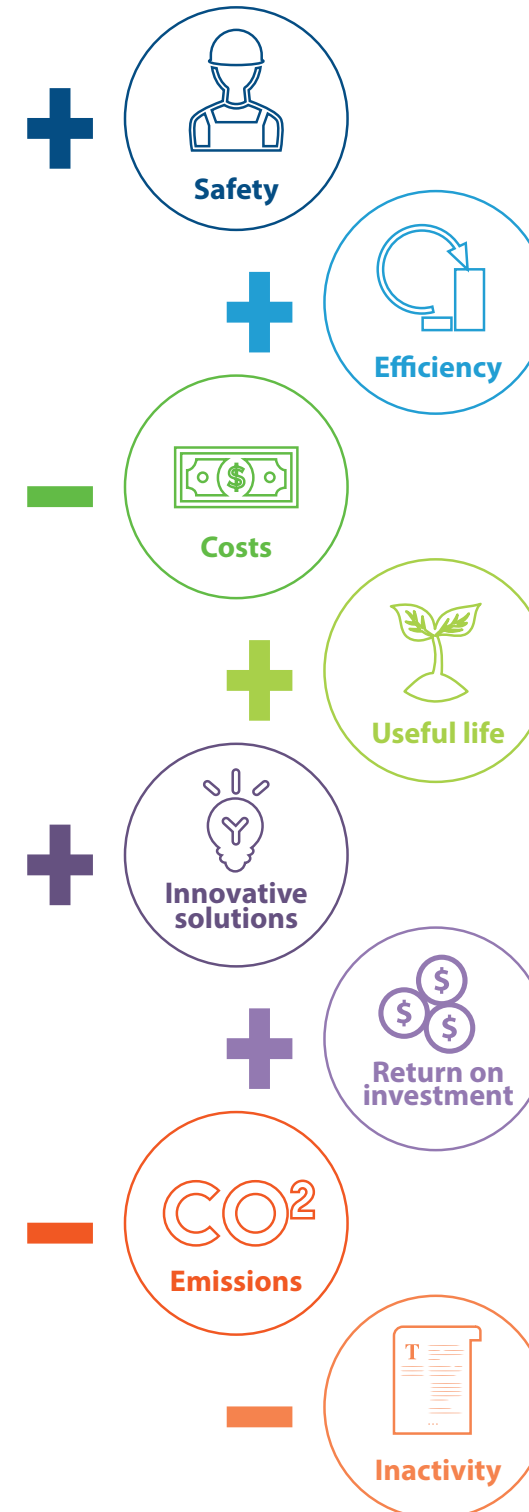 +
Safety
+
Efficiency
-
$
Costs
+
Useful life
+
Innovative
solutions
+
$
$
$
Return on
investment
-
CO²
Emissions
-
T
...
Inactivity